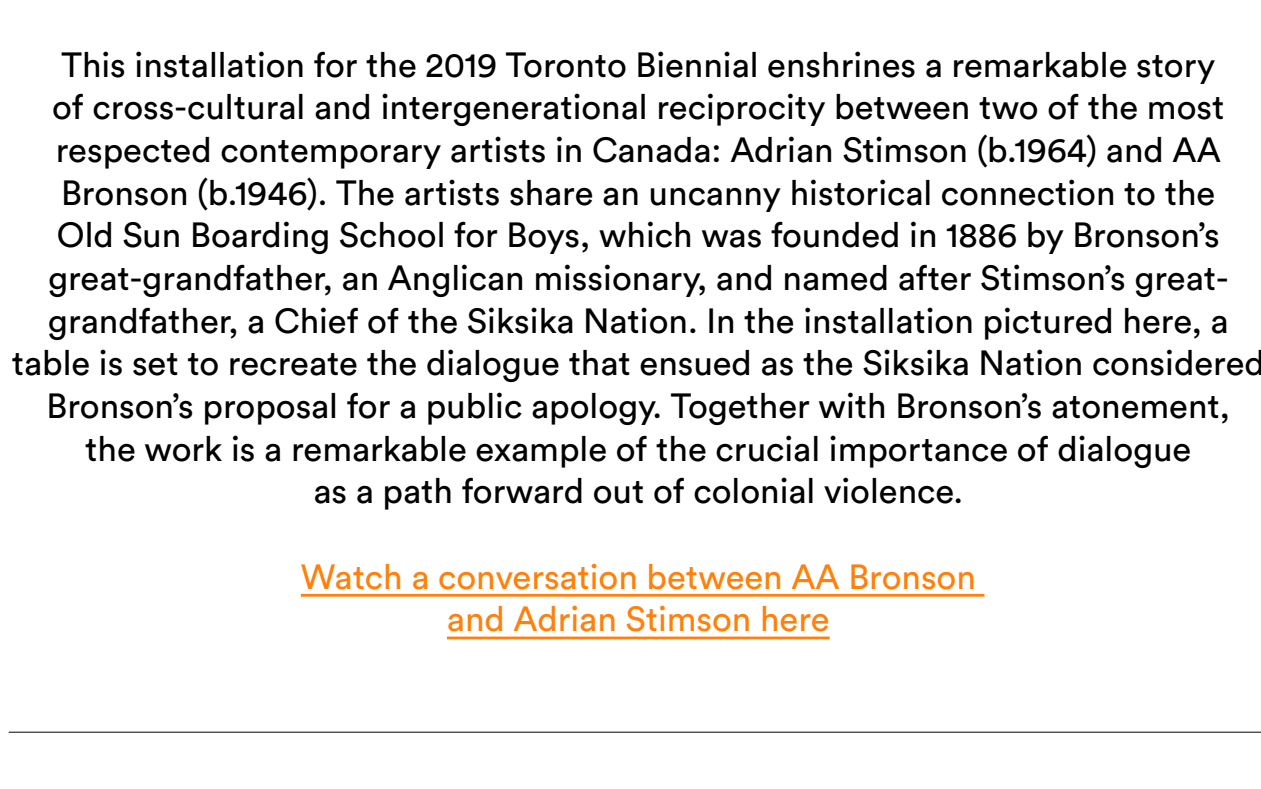 This installation for the 2019 Toronto Biennial enshrines a remarkable story
of cross-cultural and intergenerational reciprocity between two of the most
respected contemporary artists in Canada: Adrian Stimson (b.1964) and AA
Bronson (b.1946). The artists share an uncanny historical connection to the
Old Sun Boarding School for Boys, which was founded in 1886 by Bronson’s
great-grandfather, an Anglican missionary, and named after Stimson’s great-
grandfather, a Chief of the Siksika Nation. In the installation pictured here, a
table is set to recreate the dialogue that ensued as the Siksika Nation considered
Bronson’s proposal for a public apology. Together with Bronson’s atonement,
the work is a remarkable example of the crucial importance of dialogue
as a path forward out of colonial violence.
Watch a conversation between AA Bronson
and Adrian Stimson here